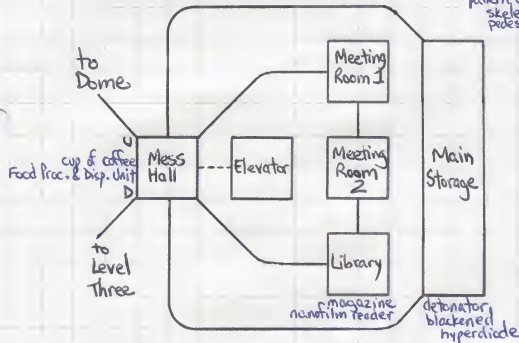 skele
pedes
to
Dome
Meeting
Room 1
U
cup of coffee
Food Proc. & Disp. Unit
D
Mess
Hall
Elevator
Meeting
Room
2
Main
Storage
to
Level
Three
Library
magazine
nanofilm reader
detonator
blackened
hyperdiode